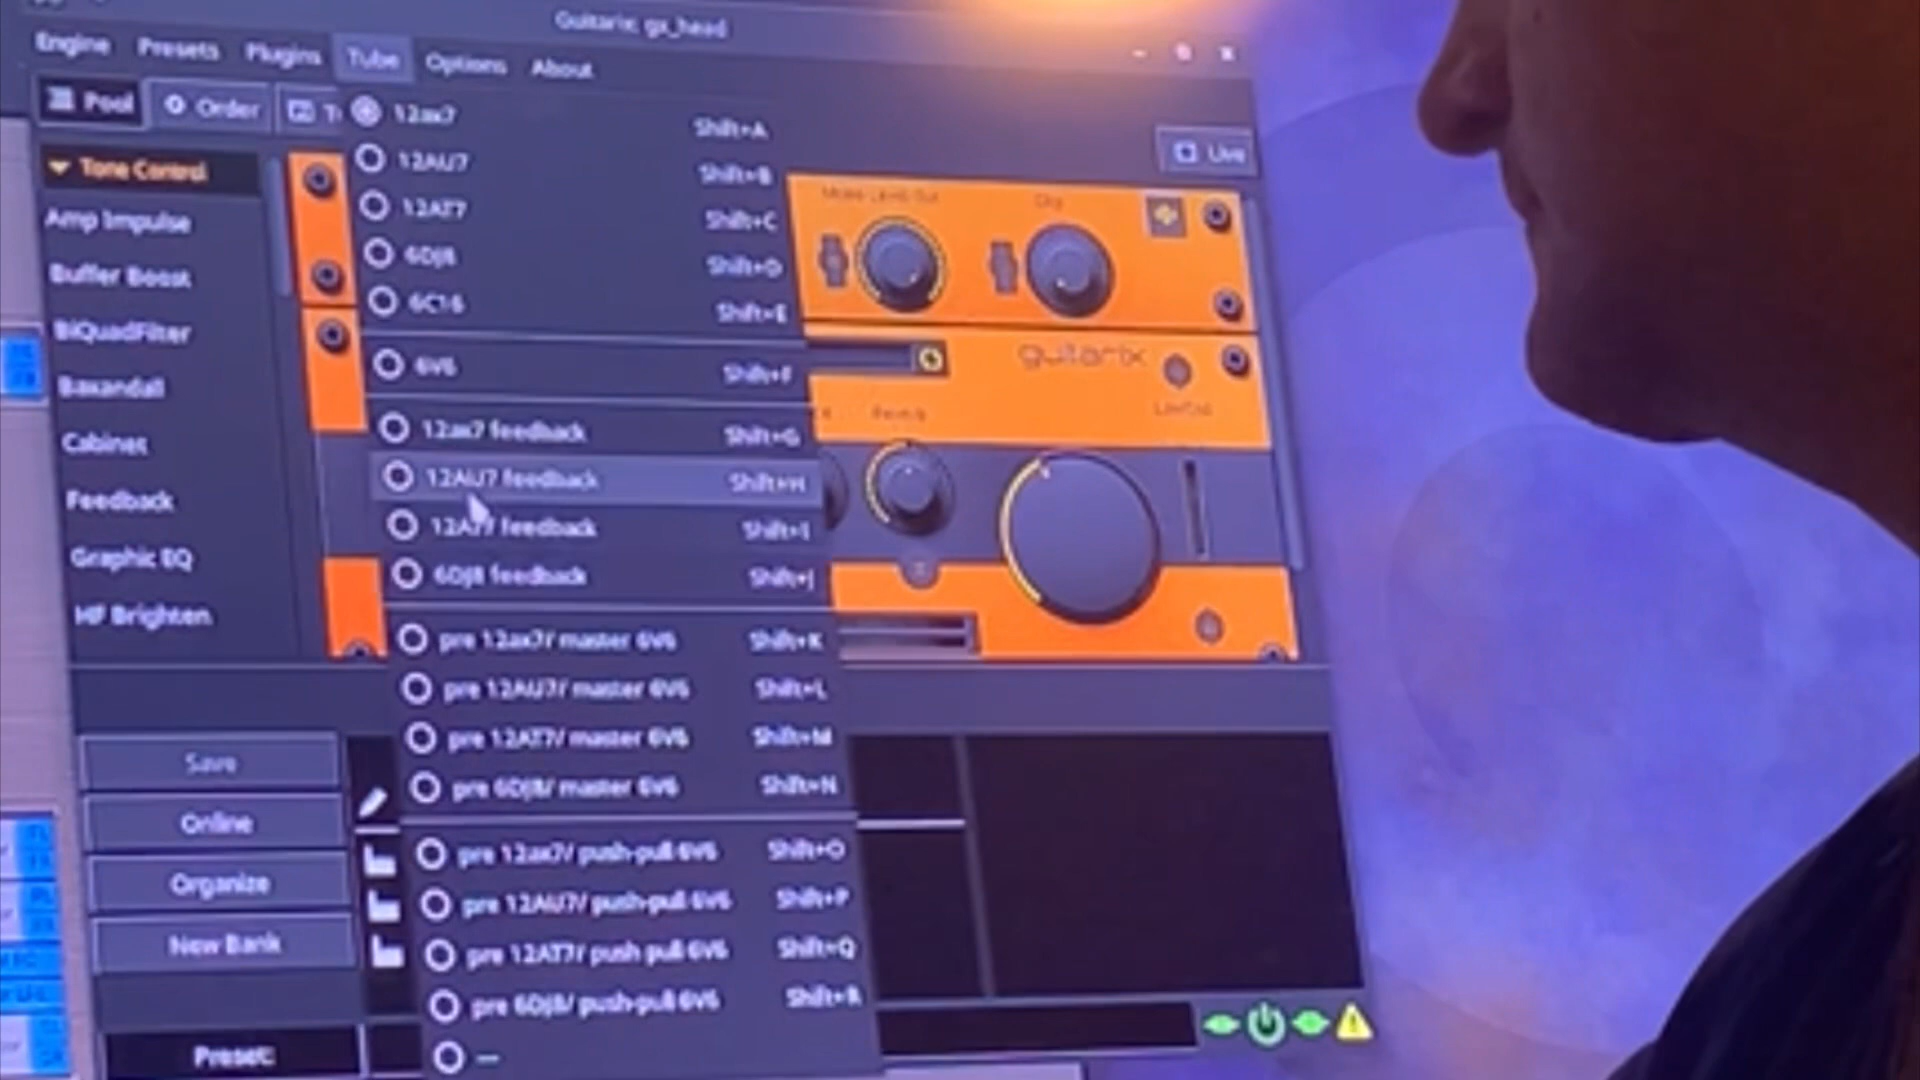 Guitarix: gx_head
Engine Presets Plugins Tube Options About
Pool Order
Live
Tone Control
Amp Impulse
Buffer Boost
BiQuadFilter
Baxandall
Cabinet
Feedback
Graphic EQ
HF Brighten
12ax7 Shift+A
12AU7 Shift+B
12AT7 Shift+C
6DJ8 Shift+D
6C16 Shift+E
6V6 Shift+F
12ax7 feedback Shift+G
12AU7 feedback Shift+H
12AT7 feedback Shift+I
6DJ8 feedback Shift+J
pre 12ax7/ master 6V6 Shift+K
pre 12AU7/ master 6V6 Shift+L
pre 12AT7/ master 6V6 Shift+M
pre 6DJ8/ master 6V6 Shift+N
pre 12ax7/ push-pull 6V6 Shift+O
pre 12AU7/ push-pull 6V6 Shift+P
pre 12AT7/ push pull 6V6 Shift+Q
pre 6DJ8/ push-pull 6V6 Shift+R
---
guitarix
Reverb
Save
Online
Organize
New Bank
Preset: